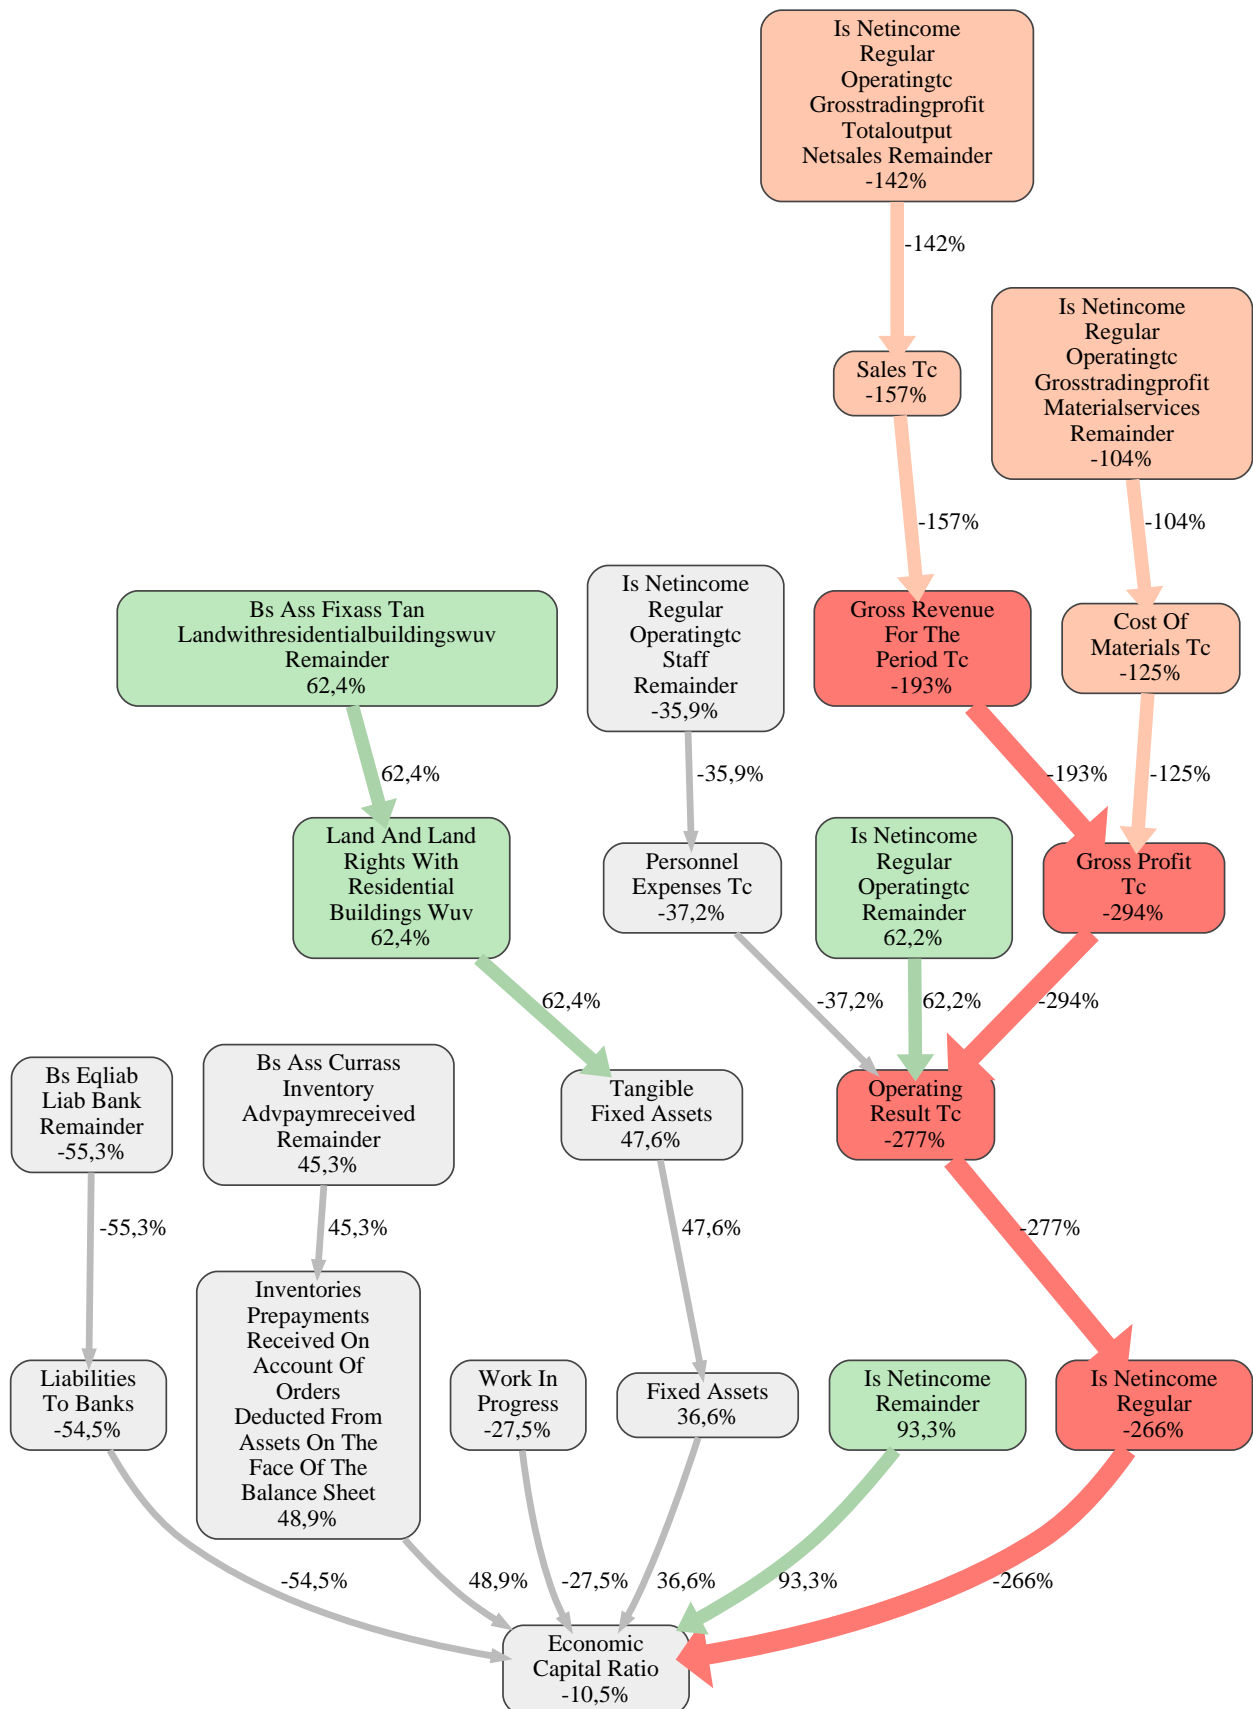 Is Netincome
Regular
Operatingtc
Grosstradingprofit
Totaloutput
Netsales Remainder
-142%
-142%
Is Netincome
Regular
Operatingtc
Grosstradingprofit
Materialservices
Remainder
-104%
Sales Tc
-157%
-157%
-104%
Bs Ass Fixass Tan
Landwithresidentialbuildingswuv
Remainder
62,4%
Is Netincome
Regular
Operatingtc
Staff
Remainder
-35,9%
Gross Revenue
For The
Period Tc
-193%
Cost Of
Materials Tc
-125%
62,4%
-35,9%
-193%
-125%
Land And Land
Rights With
Residential
Buildings Wuv
62,4%
Personnel
Expenses Tc
-37,2%
Is Netincome
Regular
Operatingtc
Remainder
62,2%
Gross Profit
Tc
-294%
62,4%
-37,2%
62,2%
-294%
Bs Eqliab
Liab Bank
Remainder
-55,3%
Bs Ass Currass
Inventory
Advpaymreceived
Remainder
45,3%
Tangible
Fixed Assets
47,6%
Operating
Result Tc
-277%
-55,3%
45,3%
47,6%
-277%
Liabilities
To Banks
-54,5%
Inventories
Prepayments
Received On
Account Of
Orders
Deducted From
Assets On The
Face Of The
Balance Sheet
48,9%
Work In
Progress
-27,5%
Fixed Assets
36,6%
Is Netincome
Remainder
93,3%
Is Netincome
Regular
-266%
-54,5%
48,9%
-27,5%
36,6%
93,3%
-266%
Economic
Capital Ratio
-10,5%